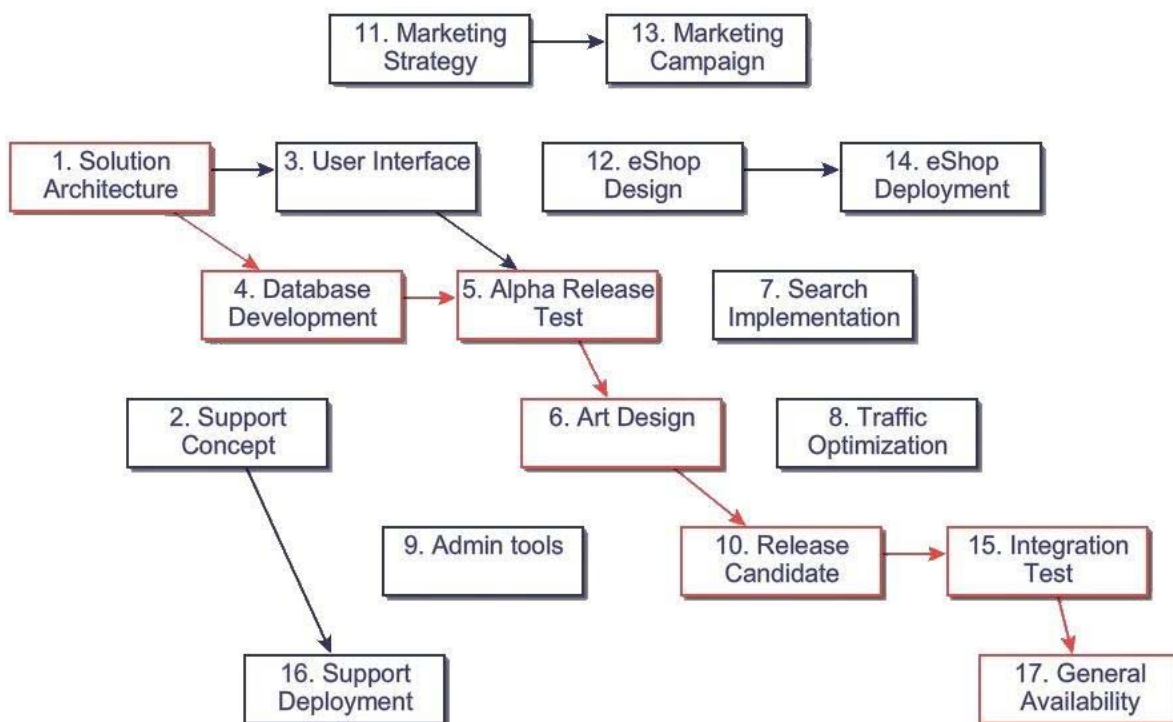 11. Marketing
Strategy
13. Marketing
Campaign
1. Solution
Architecture
3. User Interface
12. eShop
Design
14. eShop
Deployment
4. Database
Development
5. Alpha Release
Test
7. Search
Implementation
2. Support
Concept
6. Art Design
8. Traffic
Optimization
9. Admin tools
10. Release
Candidate
15. Integration
Test
16. Support
Deployment
17. General
Availability